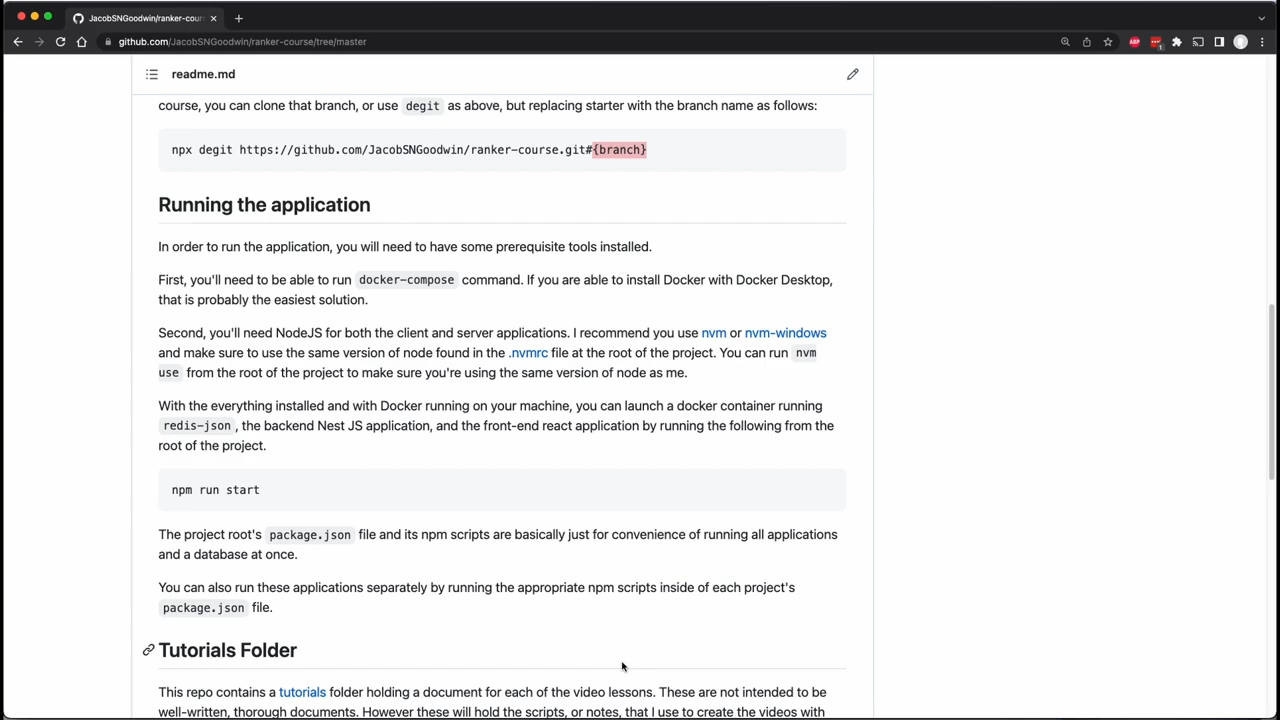 JacobSNGoodwin/ranker-cour
github.com/JacobSNGoodwin/ranker-course/tree/master
readme.md
course, you can clone that branch, or use degit as above, but replacing starter with the branch name as follows:
npx degit https://github.com/JacobSNGoodwin/ranker-course.git#{branch}
Running the application
In order to run the application, you will need to have some prerequisite tools installed.
First, you'll need to be able to run docker-compose command. If you are able to install Docker with Docker Desktop,
that is probably the easiest solution.
Second, you'll need NodeJS for both the client and server applications. I recommend you use nvm or nvm-windows
and make sure to use the same version of node found in the .nvmrc file at the root of the project. You can run nvm
use from the root of the project to make sure you're using the same version of node as me.
With the everything installed and with Docker running on your machine, you can launch a docker container running
redis-json, the backend Nest JS application, and the front-end react application by running the following from the
root of the project.
npm run start
The project root's package.json file and its npm scripts are basically just for convenience of running all applications
and a database at once.
You can also run these applications separately by running the appropriate npm scripts inside of each project's
package.json file.
Tutorials Folder
This repo contains a tutorials folder holding a document for each of the video lessons. These are not intended to be
well-written, thorough documents. However these will hold the scripts, or notes, that I use to create the videos with